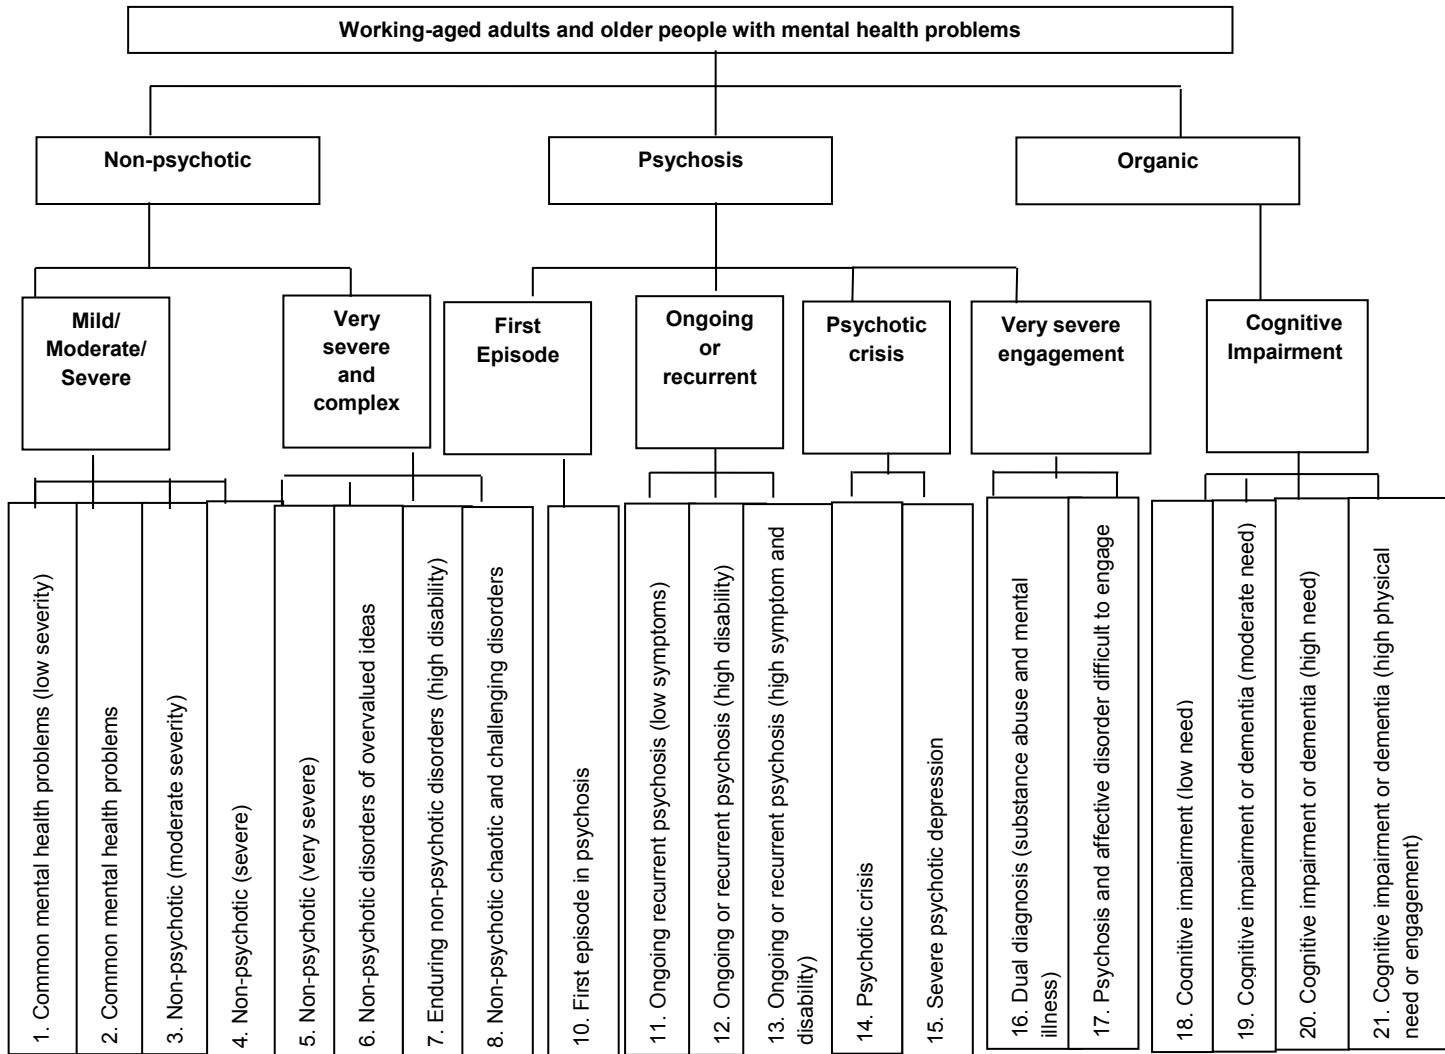 Working-aged adults and older people with mental health problems
Non-psychotic
Psychosis
Organic
Mild/
Moderate/
Severe
Very
severe
and
complex
First
Episode
Ongoing
or
recurrent
Psychotic
crisis
Very severe
engagement
Cognitive
Impairment
1. Common mental health problems (low severity)
2. Common mental health problems
3. Non-psychotic (moderate severity)
4. Non-psychotic (severe)
5. Non-psychotic (very severe)
6. Non-psychotic disorders of overvalued ideas
7. Enduring non-psychotic disorders (high disability)
8. Non-psychotic chaotic and challenging disorders
10. First episode in psychosis
11. Ongoing recurrent psychosis (low symptoms)
12. Ongoing or recurrent psychosis (high disability)
13. Ongoing or recurrent psychosis (high symptom and
disability)
14. Psychotic crisis
15. Severe psychotic depression
16. Dual diagnosis (substance abuse and mental
illness)
17. Psychosis and affective disorder difficult to engage
18. Cognitive impairment (low need)
19. Cognitive impairment or dementia (moderate need)
20. Cognitive impairment or dementia (high need)
21. Cognitive impairment or dementia (high physical
need or engagement)